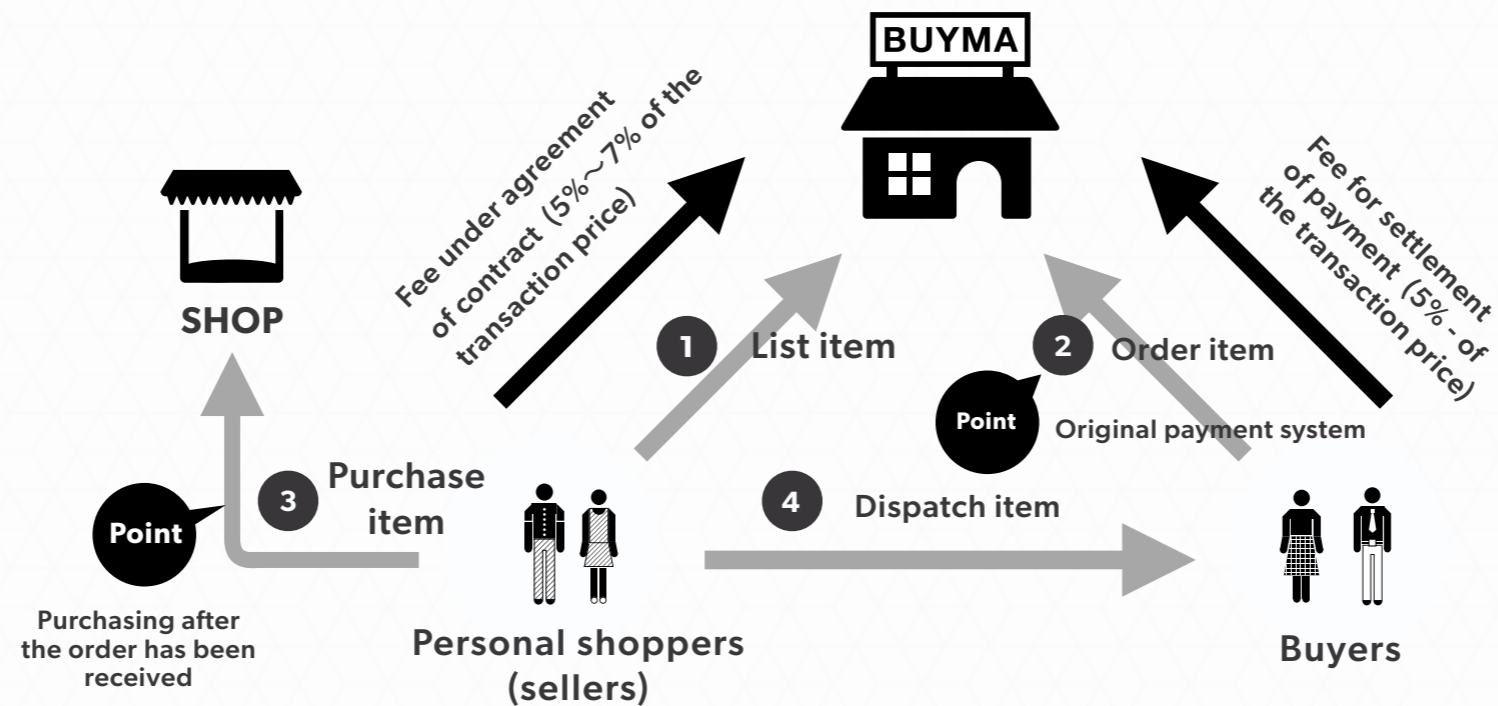 BUYMA
Fee under agreement
of contract (5%～7% of the
transaction price)
Fee for settlement
of payment (5% - of
the transaction price)
SHOP
1 List item
2 Order item
Point
Original payment system
3 Purchase
item
Point
Purchasing after
the order has been
received
4 Dispatch item
Personal shoppers
(sellers)
Buyers